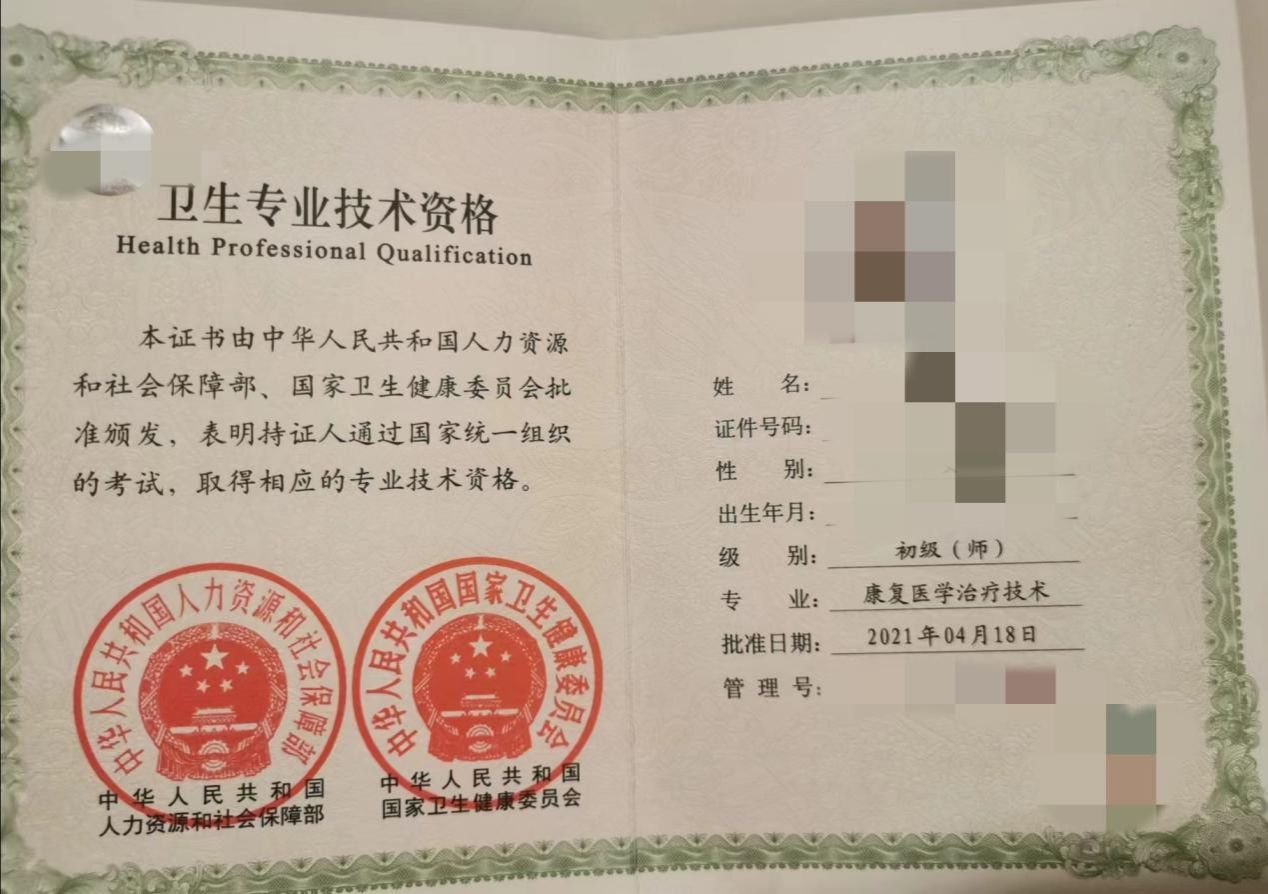 卫生专业技术资格
Health Professional Qualification
本证书由中华人民共和国人力资源
和社会保障部、国家卫生健康委员会批
准颁发，表明持证人通过国家统一组织
的考试，取得相应的专业技术资格。
中华人民共和国人力资源和社会保障部
中华人民共和国国家卫生健康委员会
中华人民共和国
人力资源和社会保障部
中华人民共和国
国家卫生健康委员会
姓名：
证件号码：
性别：
出生年月：
级别：初级（师）
专业：康复医学治疗技术
批准日期：2021年04月18日
管理号：